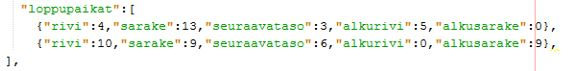 "loppupaikat":[
{"rivi":4,"sarake":13,"seuraavataso":3,"alkurivi":5,"alkusarake":0},
{"rivi":10,"sarake":9,"seuraavataso":6,"alkurivi":0,"alkusarake":9},
],